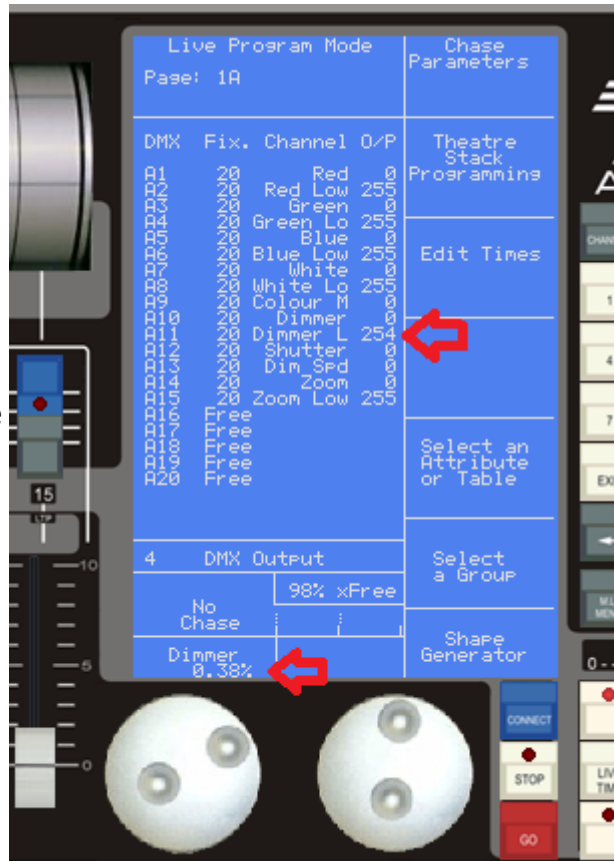 Live Program Mode
Page: 1A
Chase
Parameters
DMX Fix. Channel O/P
A1 20 Red 0
A2 20 Red Low 255
A3 20 Green 0
A4 20 Green Lo 255
A5 20 Blue 0
A6 20 Blue Low 255
A7 20 White 0
A8 20 White Lo 255
A9 20 Colour M 0
A10 20 Dimmer 0
A11 20 Dimmer L 254
A12 20 Shutter 0
A13 20 Dim Spd 0
A14 20 Zoom 0
A15 20 Zoom Low 255
A16 Free
A17 Free
A18 Free
A19 Free
A20 Free
Theatre
Stack
Programming
Edit Times
Select an
Attribute
or Table
4 DMX Output
98% xFree
No
Chase
Dimmer
0.38%
Select
a Group
Shape
Generator
15
LTP
10
5
0
CONNECT
STOP
GO
1
4
7